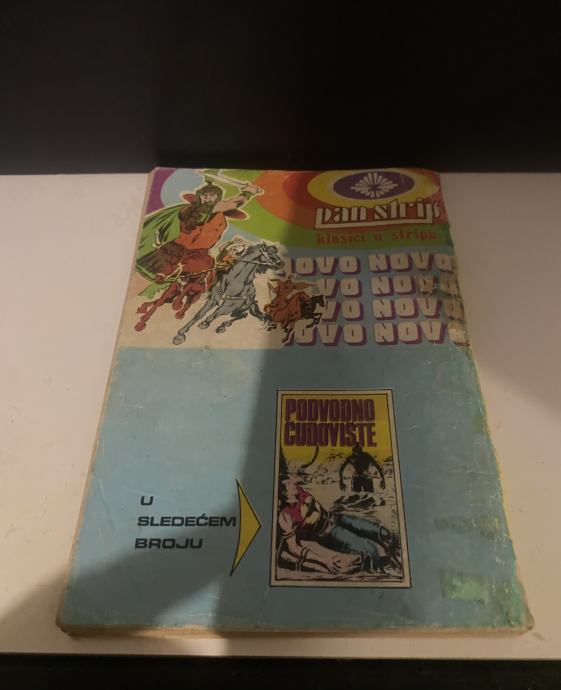 pan strip
klasici u stripu
NOVO NOVO
NOVO NOVO
NOVO NOVO
NOVO NOVO
PODVODNO
ČUDOVIŠTE
U
SLEDEĆEM
BROJU